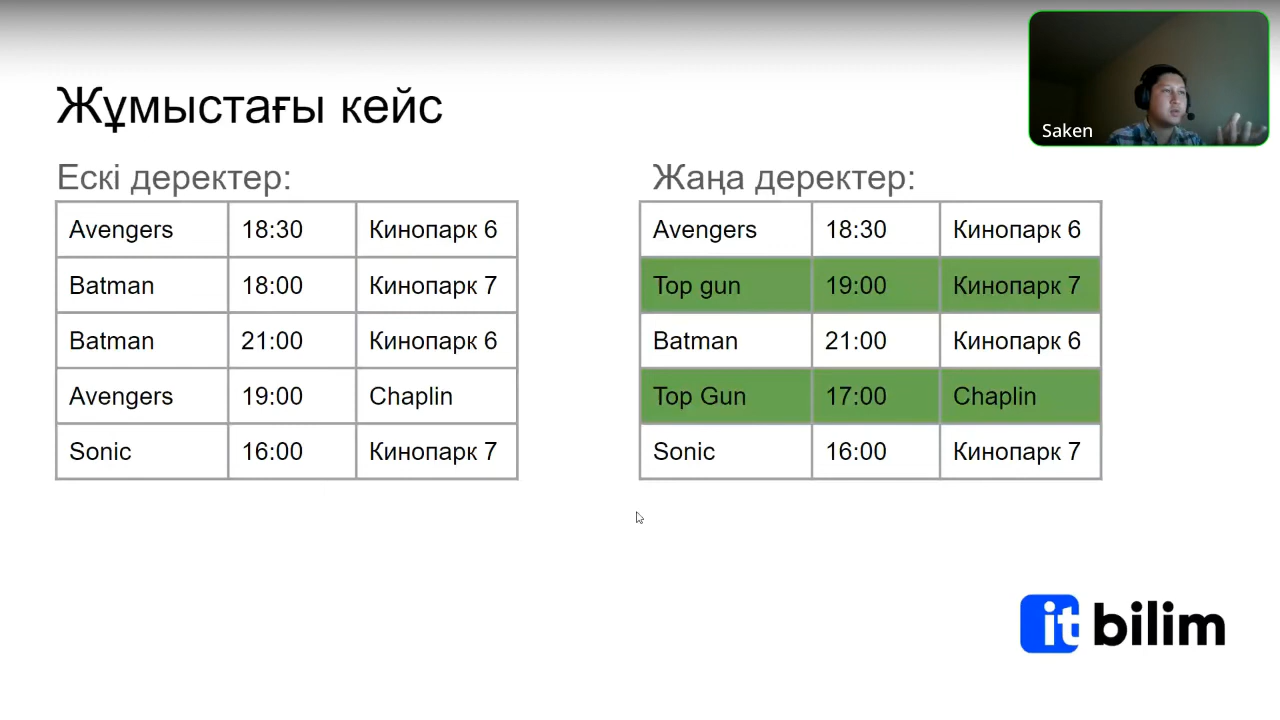 Saken
Жұмыстағы кейс
Ескі деректер:
Avengers 18:30 Кинопарк 6
Batman 18:00 Кинопарк 7
Batman 21:00 Кинопарк 6
Avengers 19:00 Chaplin
Sonic 16:00 Кинопарк 7
Жаңа деректер:
Avengers 18:30 Кинопарк 6
Top gun 19:00 Кинопарк 7
Batman 21:00 Кинопарк 6
Top Gun 17:00 Chaplin
Sonic 16:00 Кинопарк 7
it bilim